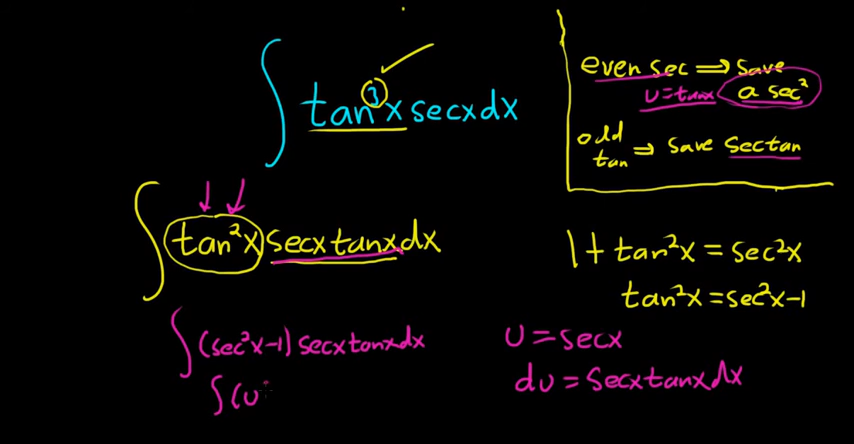 ∫ tan³x secx dx
even sec ⟹ save
u = tanx a sec²
odd tan ⇒ save sectan
∫ tan²x secx tanx dx
1 + tan²x = sec²x
tan²x = sec²x - 1
∫ (sec²x - 1) secx tanx dx
u = secx
du = secx tanx dx
∫ (u